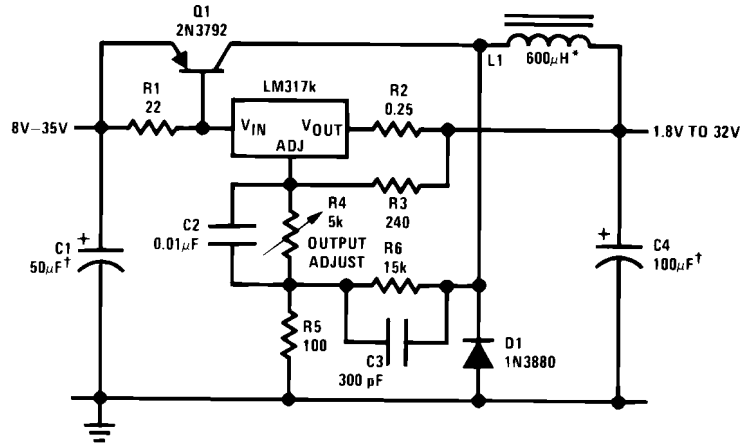 Q1
2N3792
L1
600μH*
R1
22
LM317k
R2
0.25
8V–35V
VIN
VOUT
ADJ
1.8V TO 32V
R3
240
R4
5k
C2
0.01μF
OUTPUT
ADJUST
R6
15k
C1
50μF†
+
C4
100μF†
+
R5
100
C3
300 pF
D1
1N3880